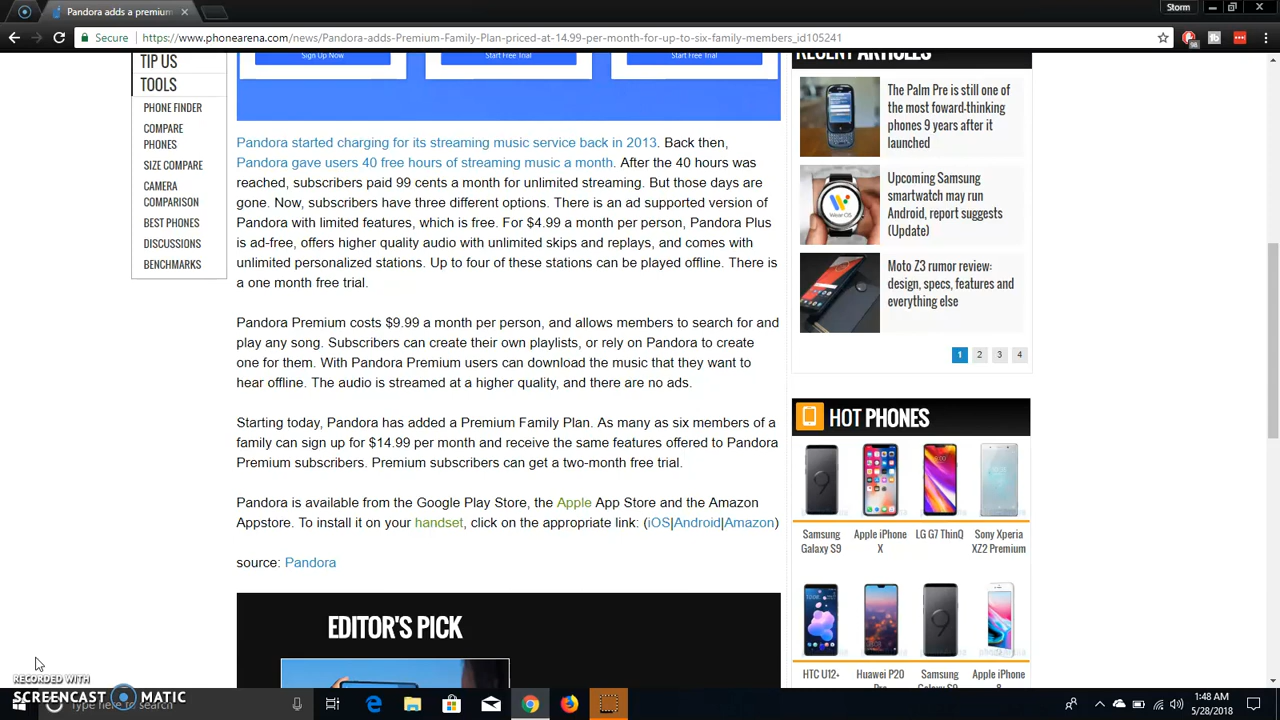 Pandora adds a premium
Storm
Secure
https://www.phonearena.com/news/Pandora-adds-Premium-Family-Plan-priced-at-14.99-per-month-for-up-to-six-family-members_id105241
TIP US
TOOLS
PHONE FINDER
COMPARE
PHONES
SIZE COMPARE
CAMERA
COMPARISON
BEST PHONES
DISCUSSIONS
BENCHMARKS
Sign Up Now
Start Free Trial
Start Free Trial
Pandora started charging for its streaming music service back in 2013. Back then,
Pandora gave users 40 free hours of streaming music a month. After the 40 hours was
reached, subscribers paid 99 cents a month for unlimited streaming. But those days are
gone. Now, subscribers have three different options. There is an ad supported version of
Pandora with limited features, which is free. For $4.99 a month per person, Pandora Plus
is ad-free, offers higher quality audio with unlimited skips and replays, and comes with
unlimited personalized stations. Up to four of these stations can be played offline. There is
a one month free trial.
Pandora Premium costs $9.99 a month per person, and allows members to search for and
play any song. Subscribers can create their own playlists, or rely on Pandora to create
one for them. With Pandora Premium users can download the music that they want to
hear offline. The audio is streamed at a higher quality, and there are no ads.
Starting today, Pandora has added a Premium Family Plan. As many as six members of a
family can sign up for $14.99 per month and receive the same features offered to Pandora
Premium subscribers. Premium subscribers can get a two-month free trial.
Pandora is available from the Google Play Store, the Apple App Store and the Amazon
Appstore. To install it on your handset, click on the appropriate link: (iOS|Android|Amazon)
source: Pandora
EDITOR'S PICK
RECENT ARTICLES
The Palm Pre is still one of
the most foward-thinking
phones 9 years after it
launched
Upcoming Samsung
smartwatch may run
Android, report suggests
(Update)
Wear OS
Moto Z3 rumor review:
design, specs, features and
everything else
1 2 3 4
HOT PHONES
Samsung
Galaxy S9
Apple iPhone
X
LG G7 ThinQ
Sony Xperia
XZ2 Premium
HTC U12+
Huawei P20
Pro
Samsung
Galaxy S9
Apple iPhone
8
RECORDED WITH
SCREENCAST MATIC
Type here to search
1:48 AM
5/28/2018